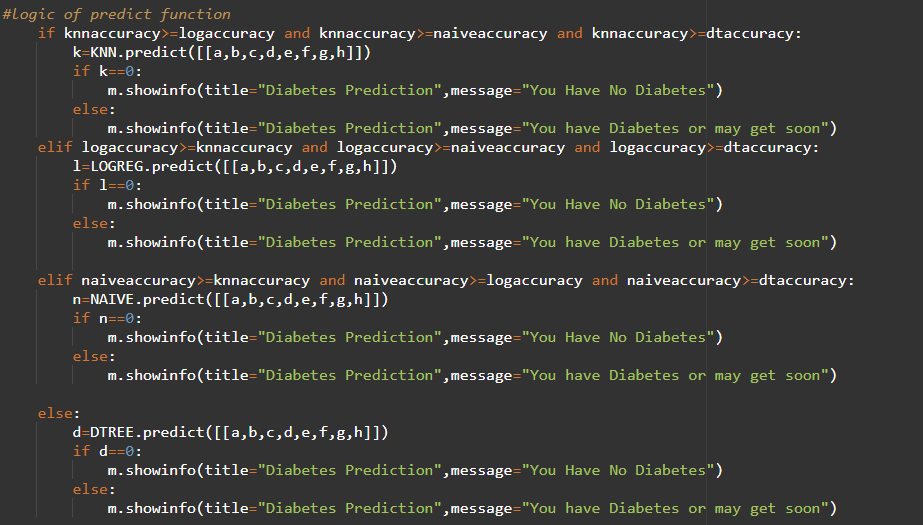 #logic of predict function
if knnaccuracy>=logaccuracy and knnaccuracy>=naiveaccuracy and knnaccuracy>=dtaccuracy:
k=KNN.predict([[a,b,c,d,e,f,g,h]])
if k==0:
m.showinfo(title="Diabetes Prediction",message="You Have No Diabetes")
else:
m.showinfo(title="Diabetes Prediction",message="You have Diabetes or may get soon")
elif logaccuracy>=knnaccuracy and logaccuracy>=naiveaccuracy and logaccuracy>=dtaccuracy:
l=LOGREG.predict([[a,b,c,d,e,f,g,h]])
if l==0:
m.showinfo(title="Diabetes Prediction",message="You Have No Diabetes")
else:
m.showinfo(title="Diabetes Prediction",message="You have Diabetes or may get soon")
elif naiveaccuracy>=knnaccuracy and naiveaccuracy>=logaccuracy and naiveaccuracy>=dtaccuracy:
n=NAIVE.predict([[a,b,c,d,e,f,g,h]])
if n==0:
m.showinfo(title="Diabetes Prediction",message="You Have No Diabetes")
else:
m.showinfo(title="Diabetes Prediction",message="You have Diabetes or may get soon")
else:
d=DTREE.predict([[a,b,c,d,e,f,g,h]])
if d==0:
m.showinfo(title="Diabetes Prediction",message="You Have No Diabetes")
else:
m.showinfo(title="Diabetes Prediction",message="You have Diabetes or may get soon")